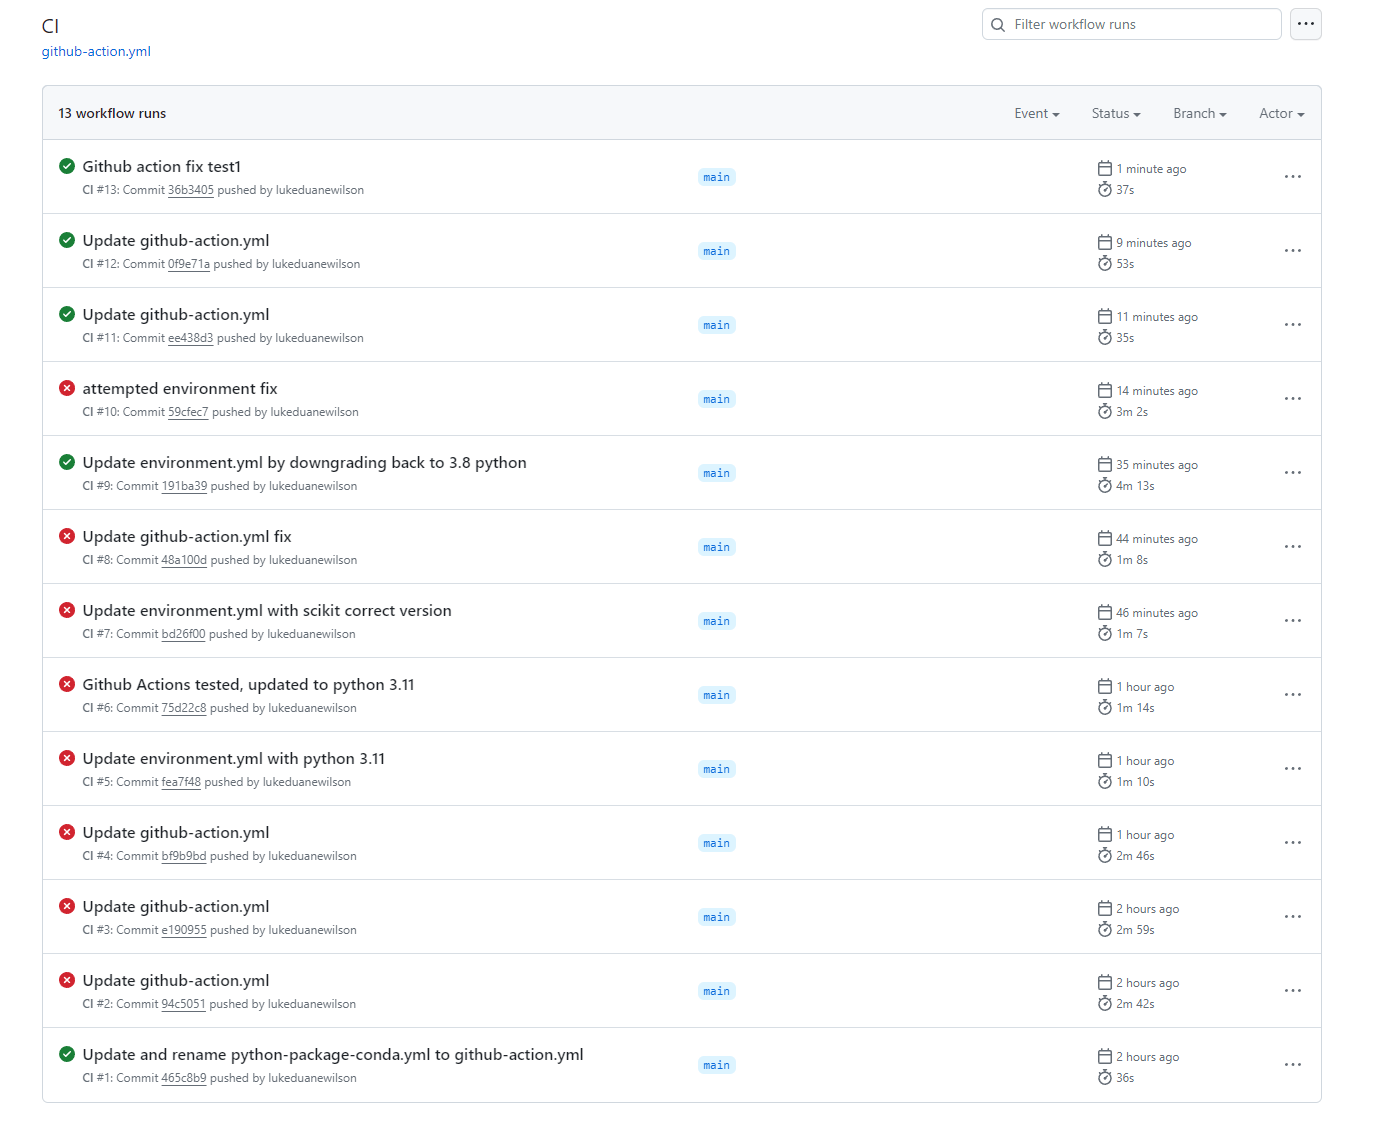 CI
github-action.yml
Filter workflow runs
13 workflow runs
Event
Status
Branch
Actor
Github action fix test1
CI #13: Commit 36b3405 pushed by lukeduanewilson
main
1 minute ago
37s
Update github-action.yml
CI #12: Commit 0f9e71a pushed by lukeduanewilson
main
9 minutes ago
53s
Update github-action.yml
CI #11: Commit ee438d3 pushed by lukeduanewilson
main
11 minutes ago
35s
attempted environment fix
CI #10: Commit 59cfec7 pushed by lukeduanewilson
main
14 minutes ago
3m 2s
Update environment.yml by downgrading back to 3.8 python
CI #9: Commit 191ba39 pushed by lukeduanewilson
main
35 minutes ago
4m 13s
Update github-action.yml fix
CI #8: Commit 48a100d pushed by lukeduanewilson
main
44 minutes ago
1m 8s
Update environment.yml with scikit correct version
CI #7: Commit bd26f00 pushed by lukeduanewilson
main
46 minutes ago
1m 7s
Github Actions tested, updated to python 3.11
CI #6: Commit 75d22c8 pushed by lukeduanewilson
main
1 hour ago
1m 14s
Update environment.yml with python 3.11
CI #5: Commit fea7f48 pushed by lukeduanewilson
main
1 hour ago
1m 10s
Update github-action.yml
CI #4: Commit bf9b9bd pushed by lukeduanewilson
main
1 hour ago
2m 46s
Update github-action.yml
CI #3: Commit e190955 pushed by lukeduanewilson
main
2 hours ago
2m 59s
Update github-action.yml
CI #2: Commit 94c5051 pushed by lukeduanewilson
main
2 hours ago
2m 42s
Update and rename python-package-conda.yml to github-action.yml
CI #1: Commit 465c8b9 pushed by lukeduanewilson
main
2 hours ago
36s